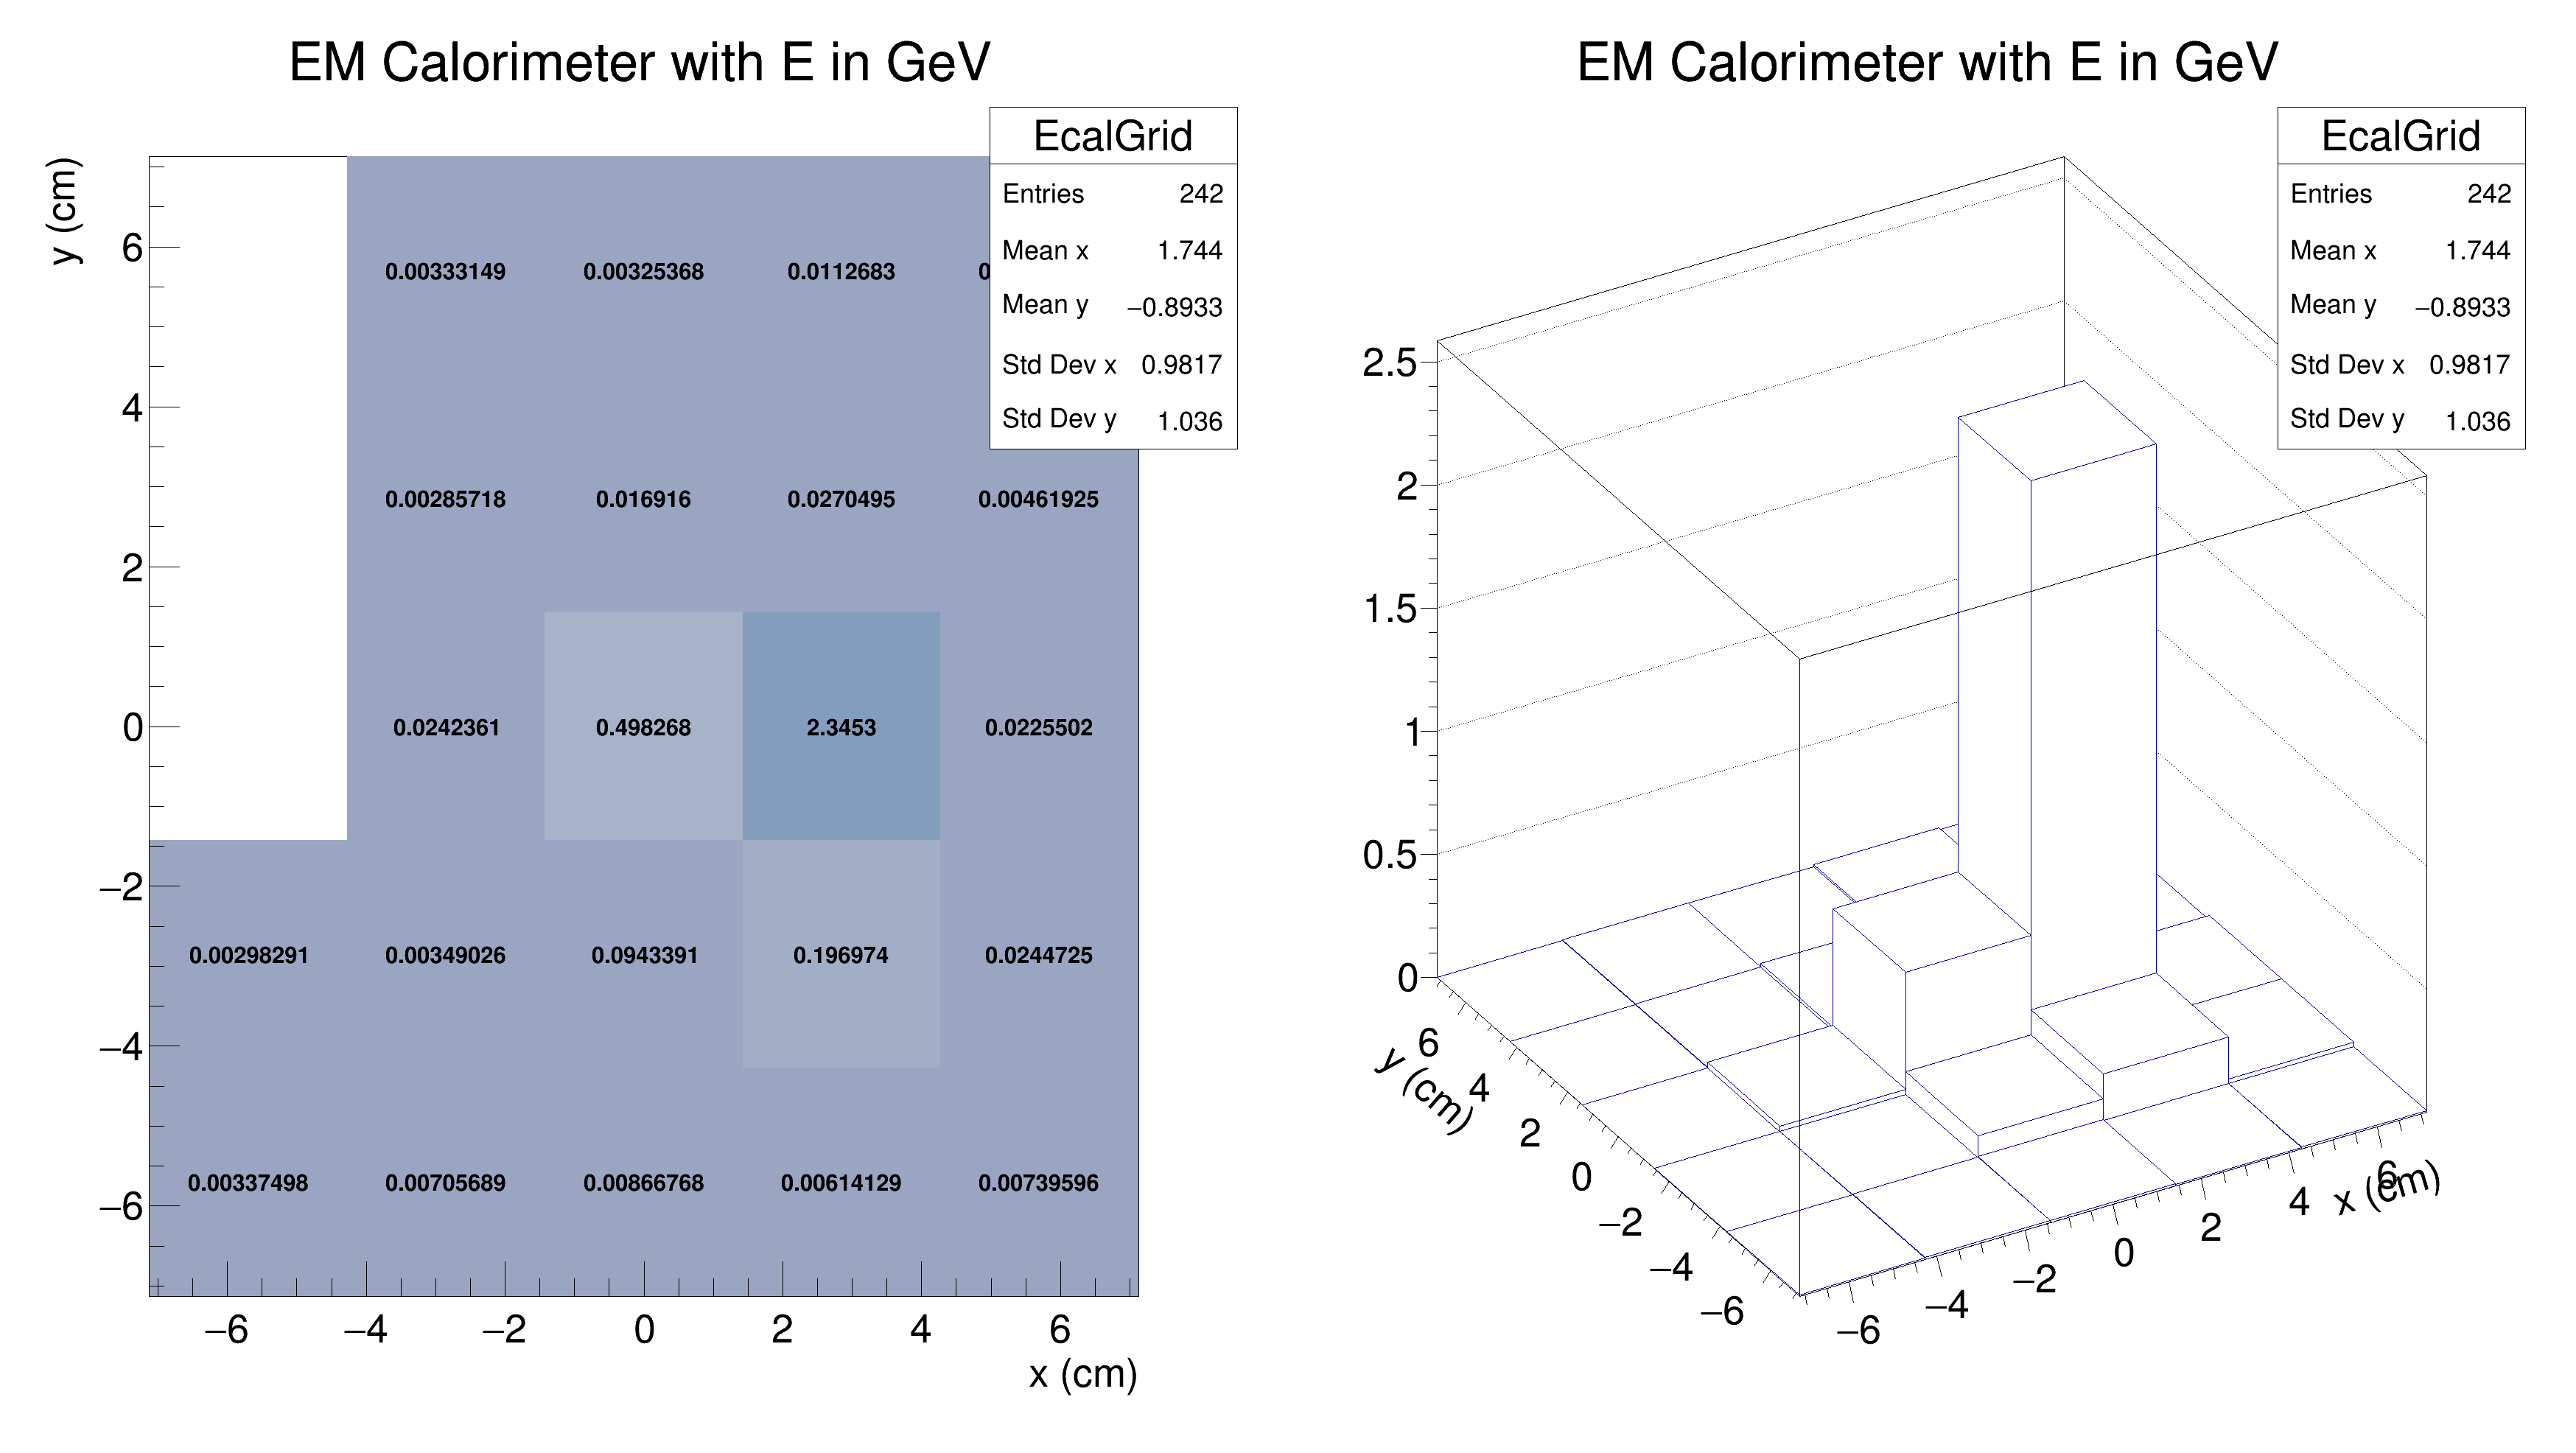 EM Calorimeter with E in GeV
EcalGrid
Entries 242
Mean x 1.744
Mean y −0.8933
Std Dev x 0.9817
Std Dev y 1.036
y (cm)
6
4
2
0
−2
−4
−6
0.00333149 0.00325368 0.0112683
0.00285718 0.016916 0.0270495 0.00461925
0.0242361 0.498268 2.3453 0.0225502
0.00298291 0.00349026 0.0943391 0.196974 0.0244725
0.00337498 0.00705689 0.00866768 0.00614129 0.00739596
−6 −4 −2 0 2 4 6
x (cm)
EM Calorimeter with E in GeV
EcalGrid
Entries 242
Mean x 1.744
Mean y −0.8933
Std Dev x 0.9817
Std Dev y 1.036
2.5
2
1.5
1
0.5
0
6
4
2
0
−2
−4
−6
y (cm)
−6 −4 −2 0 2 4 6
x (cm)